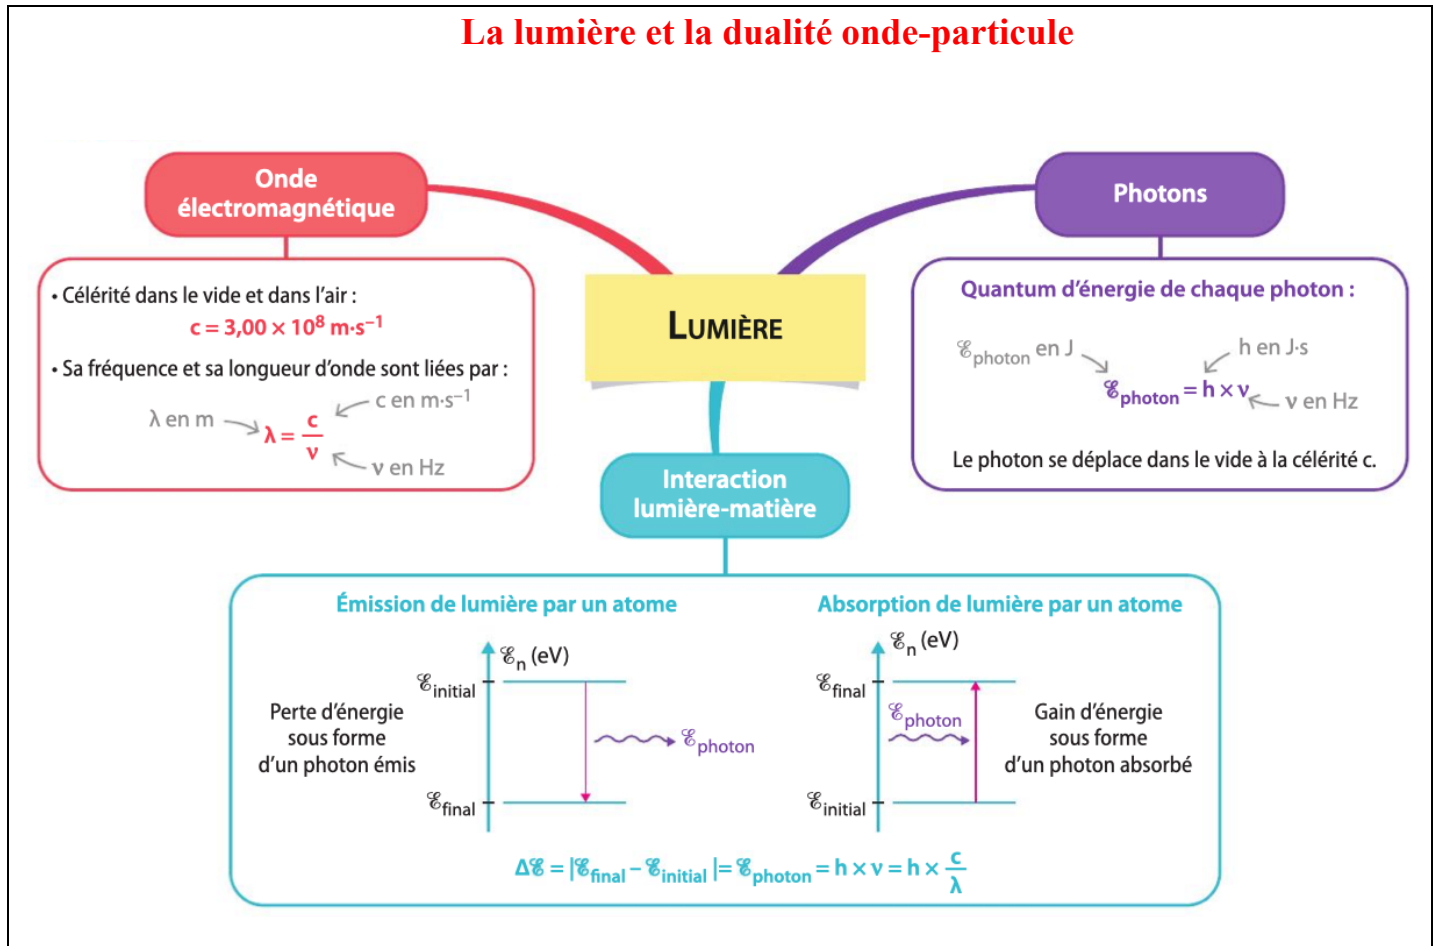 La lumière et la dualité onde-particule
Onde
électromagnétique
• Célérité dans le vide et dans l'air :
c = 3,00 × 10⁸ m·s⁻¹
• Sa fréquence et sa longueur d'onde sont liées par :
λ en m
λ = c/ν
c en m·s⁻¹
ν en Hz
LUMIÈRE
Photons
Quantum d'énergie de chaque photon :
ℰphoton en J
h en J·s
ℰphoton = h × ν
ν en Hz
Le photon se déplace dans le vide à la célérité c.
Interaction
lumière-matière
Émission de lumière par un atome
ℰn (eV)
ℰinitial
Perte d'énergie
sous forme
d'un photon émis
ℰphoton
ℰfinal
Absorption de lumière par un atome
ℰn (eV)
ℰfinal
ℰphoton
Gain d'énergie
sous forme
d'un photon absorbé
ℰinitial
Δℰ = |ℰfinal – ℰinitial | = ℰphoton = h × ν = h × c/λ